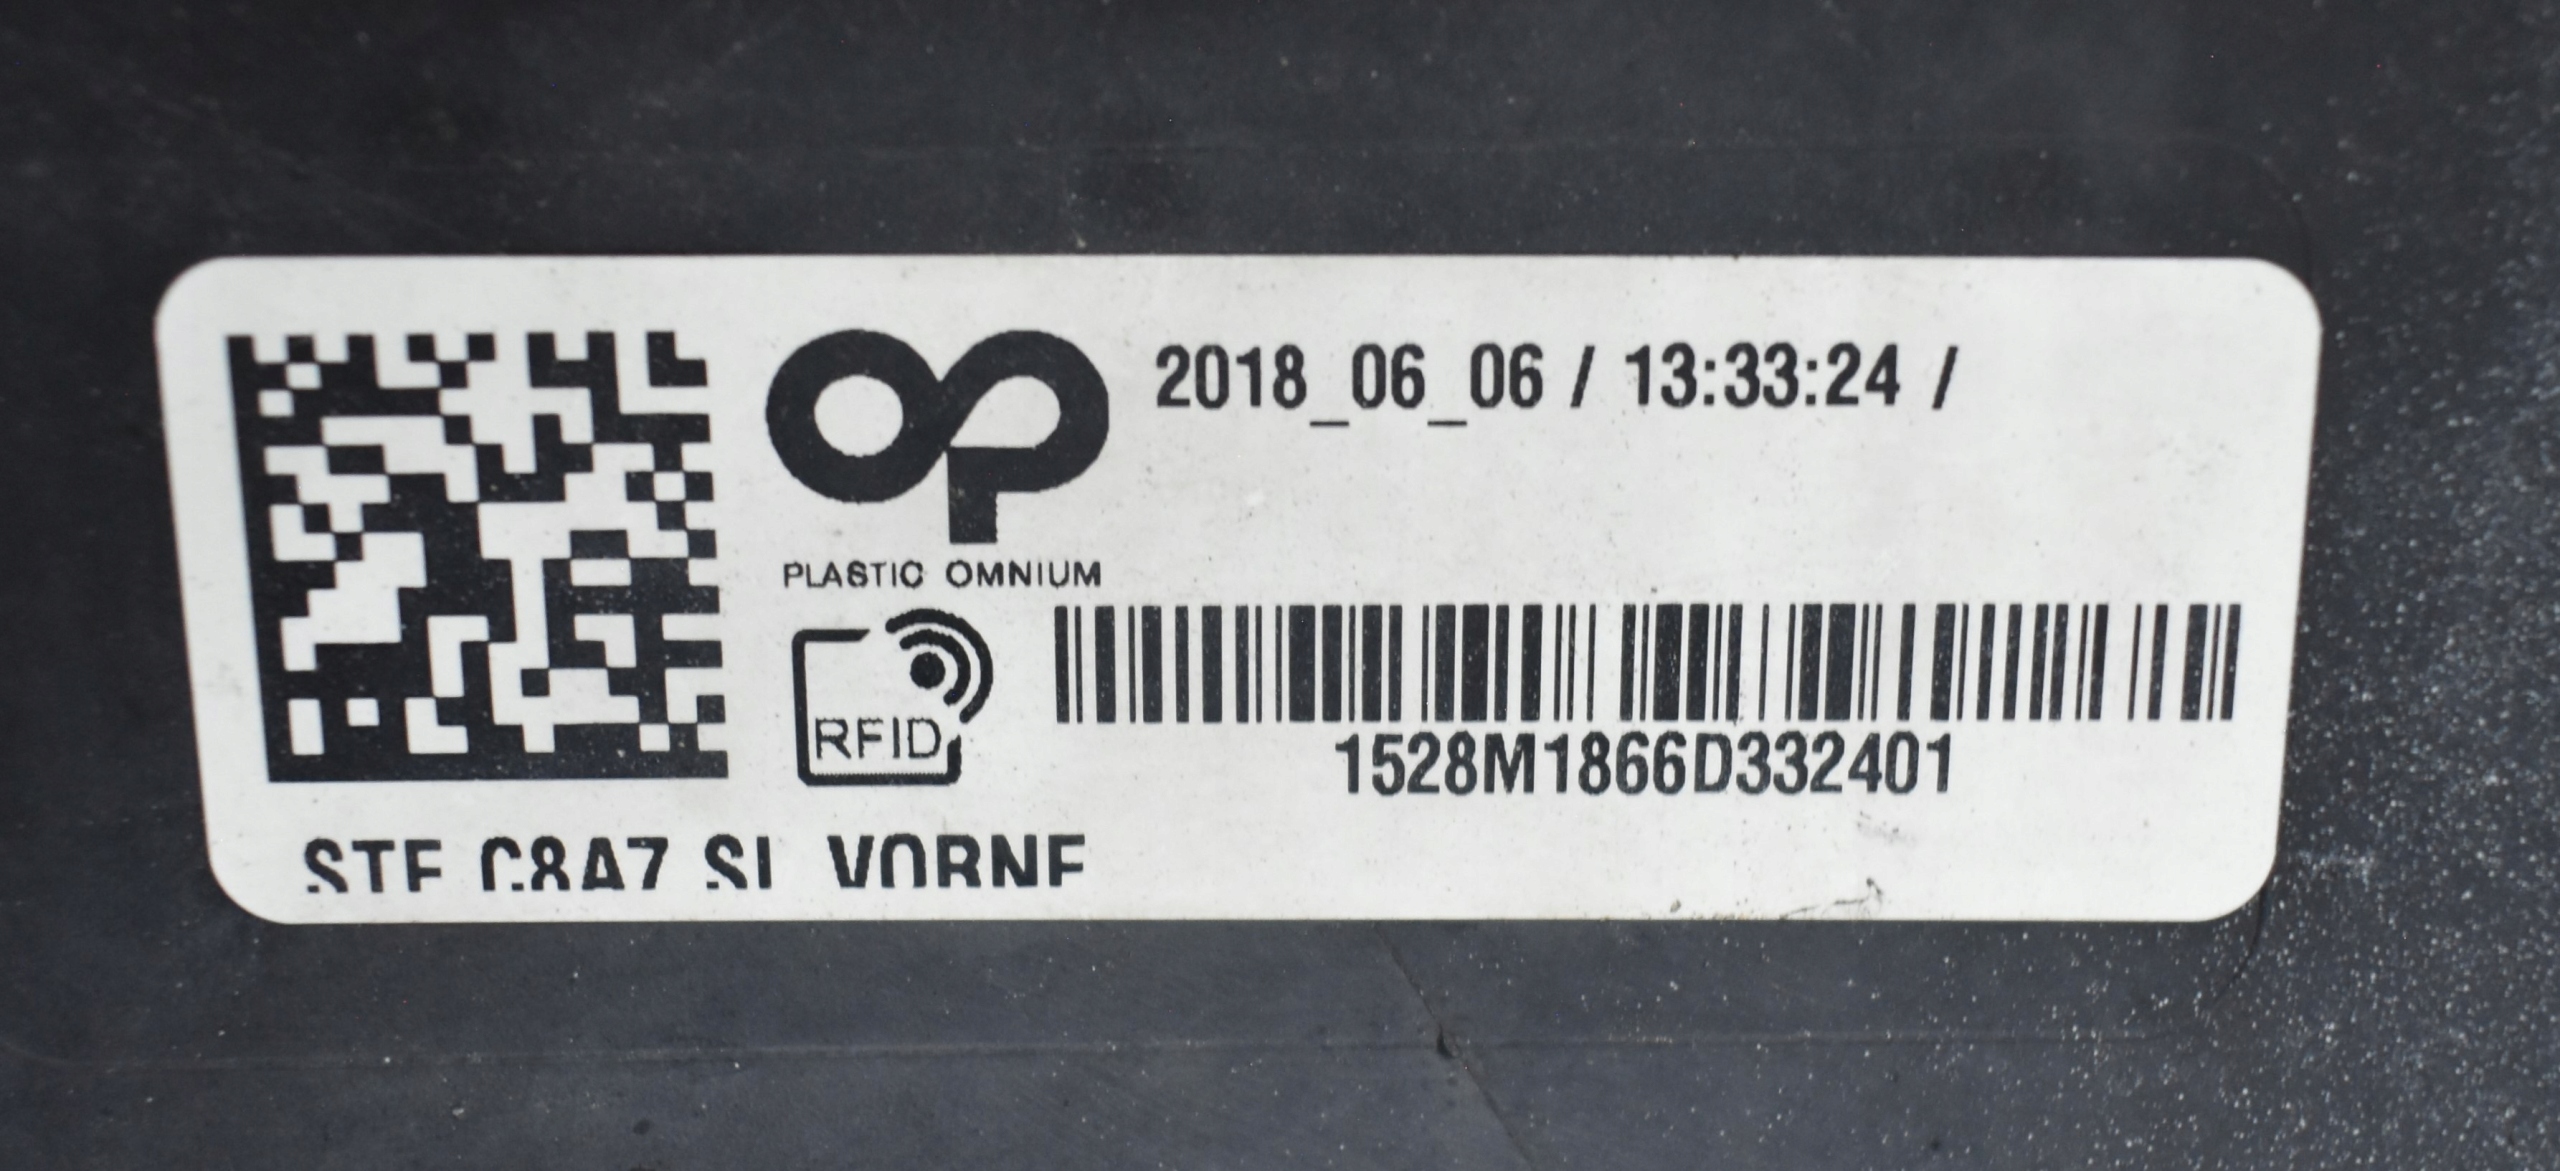 2018_06_06 / 13:33:24 /
PLASTIC OMNIUM
RFID
1528M1866D332401
STF C8A7 SL VORNE